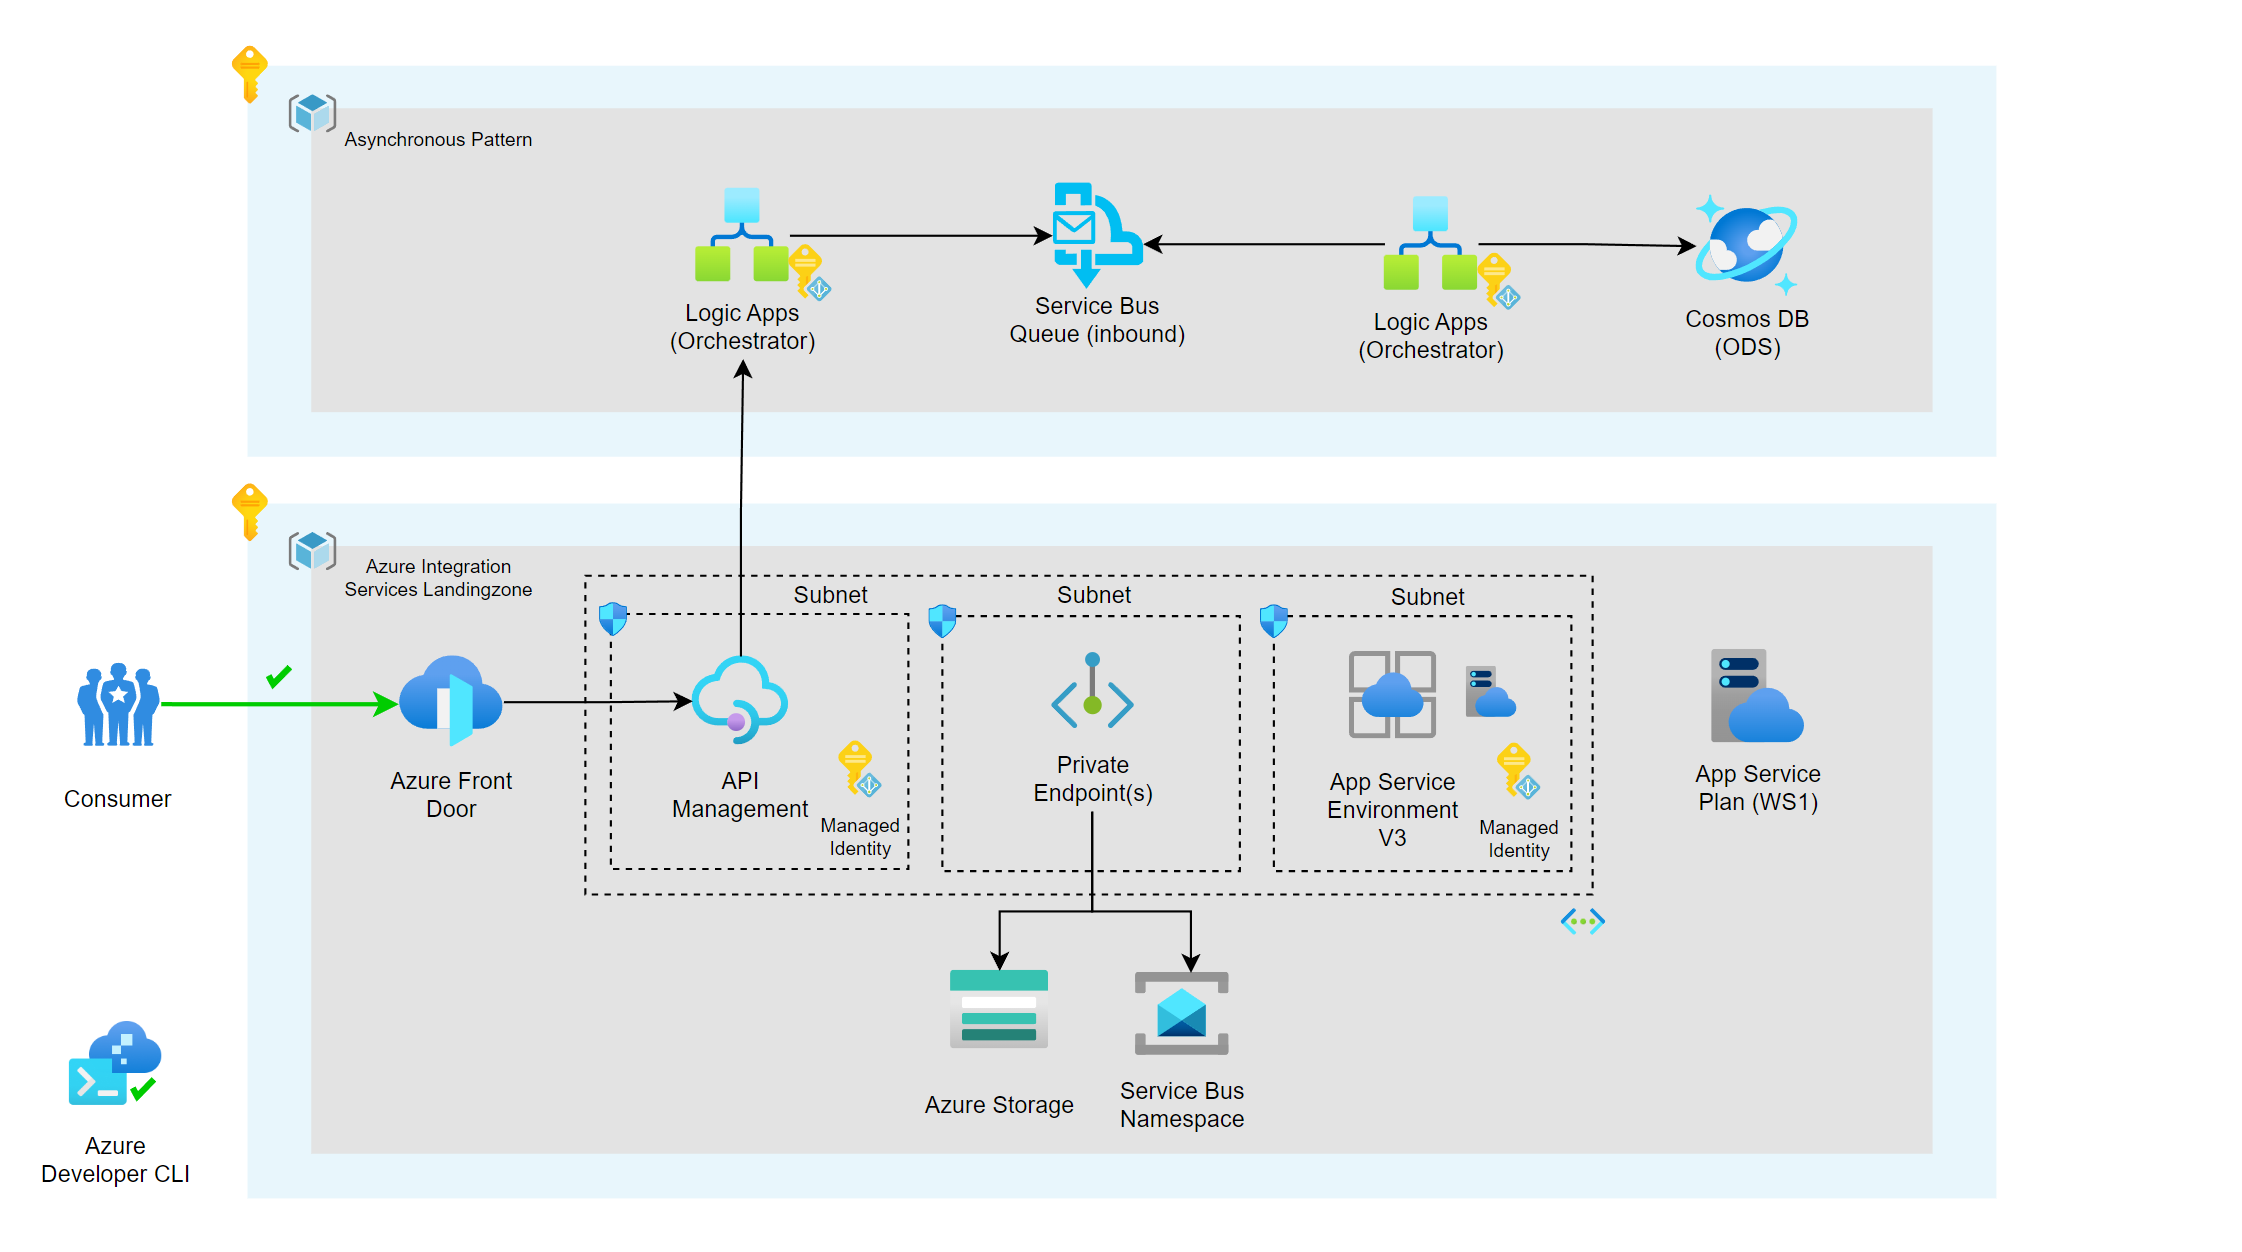 Asynchronous Pattern
Logic Apps
(Orchestrator)
Service Bus
Queue (inbound)
Logic Apps
(Orchestrator)
Cosmos DB
(ODS)
Azure Integration
Services Landingzone
Subnet
Subnet
Subnet
Consumer
Azure Front
Door
API
Management
Managed
Identity
Private
Endpoint(s)
App Service
Environment
V3
Managed
Identity
App Service
Plan (WS1)
Azure Storage
Service Bus
Namespace
Azure
Developer CLI